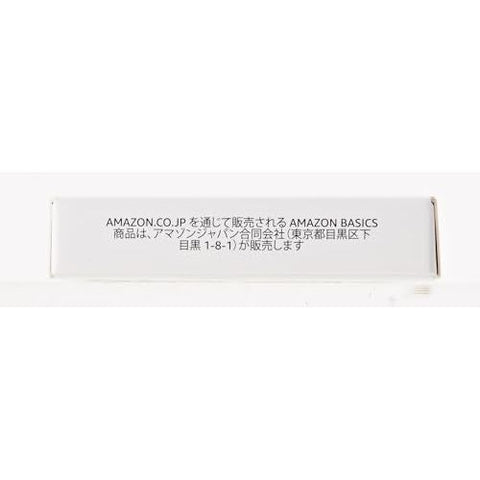 AMAZON.CO.JP を通じて販売される AMAZON BASICS
商品は、アマゾンジャパン合同会社（東京都目黒区下
目黒 1-8-1）が販売します